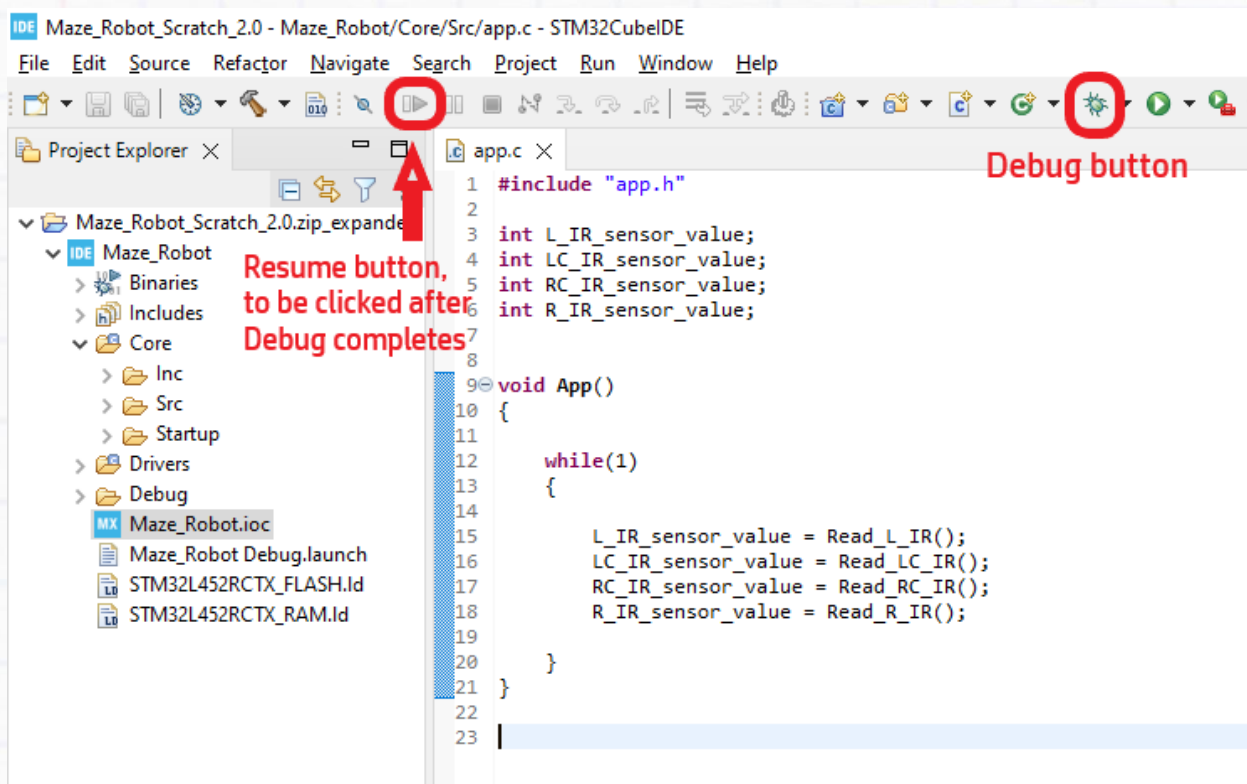 IDE Maze_Robot_Scratch_2.0 - Maze_Robot/Core/Src/app.c - STM32CubeIDE
File Edit Source Refactor Navigate Search Project Run Window Help
010
Project Explorer
.c app.c
Debug button
Maze_Robot_Scratch_2.0.zip_expande
IDE Maze_Robot
Binaries
Includes
Core
Inc
Src
Startup
Drivers
Debug
MX Maze_Robot.ioc
Maze_Robot Debug.launch
STM32L452RCTX_FLASH.ld
STM32L452RCTX_RAM.ld
Resume button,
to be clicked after
Debug completes
1 #include "app.h"
2
3 int L_IR_sensor_value;
4 int LC_IR_sensor_value;
5 int RC_IR_sensor_value;
6 int R_IR_sensor_value;
7
8
9 void App()
10 {
11
12 while(1)
13 {
14
15 L_IR_sensor_value = Read_L_IR();
16 LC_IR_sensor_value = Read_LC_IR();
17 RC_IR_sensor_value = Read_RC_IR();
18 R_IR_sensor_value = Read_R_IR();
19
20 }
21 }
22
23